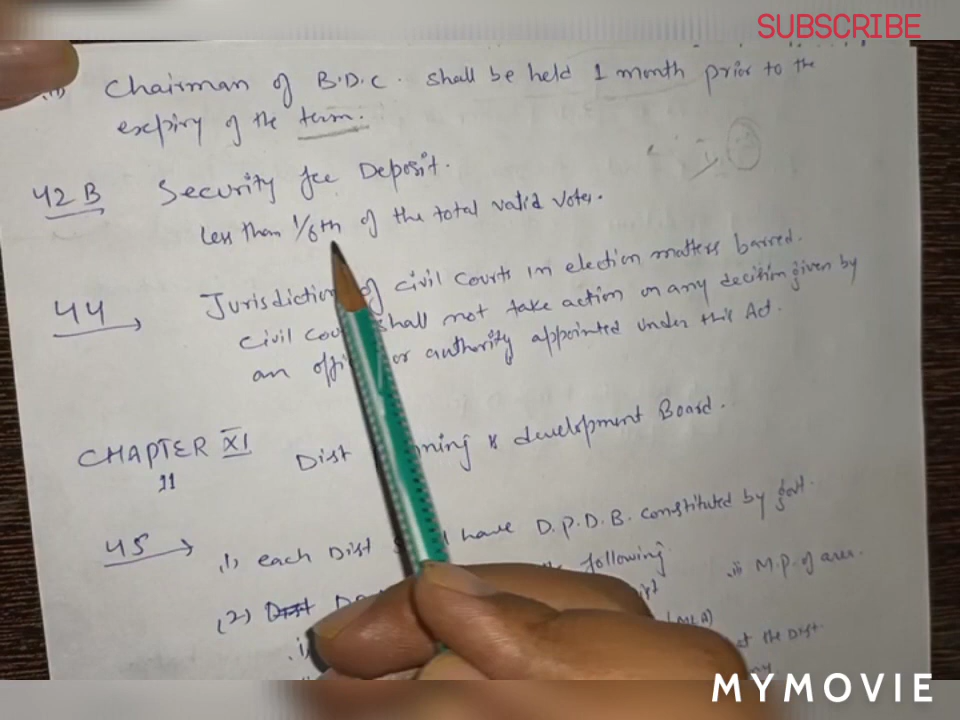 SUBSCRIBE
Chairman of B.D.C. shall be held 1 month prior to the
expiry of the term.
42 B Security fee Deposit.
Less than 1/6th of the total valid votes.
44 Jurisdiction of civil courts in election matters barred.
civil shall not take action on any decision given by
an or authority appointed under this Act.
CHAPTER XI Dist & development Board.
11
45 (1) each Dist have D.P.D.B. constituted by govt.
(2) following
ii M.P. of area.
(MLA)
the Dist.
MYMOVIE